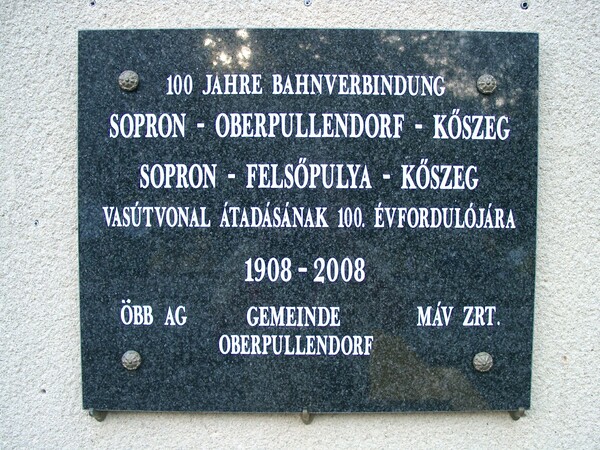 100 JAHRE BAHNVERBINDUNG
SOPRON - OBERPULLENDORF - KŐSZEG
SOPRON - FELSŐPULYA - KŐSZEG
VASÚTVONAL ÁTADÁSÁNAK 100. ÉVFORDULÓJÁRA
1908 - 2008
ÖBB AG GEMEINDE MÁV ZRT.
OBERPULLENDORF